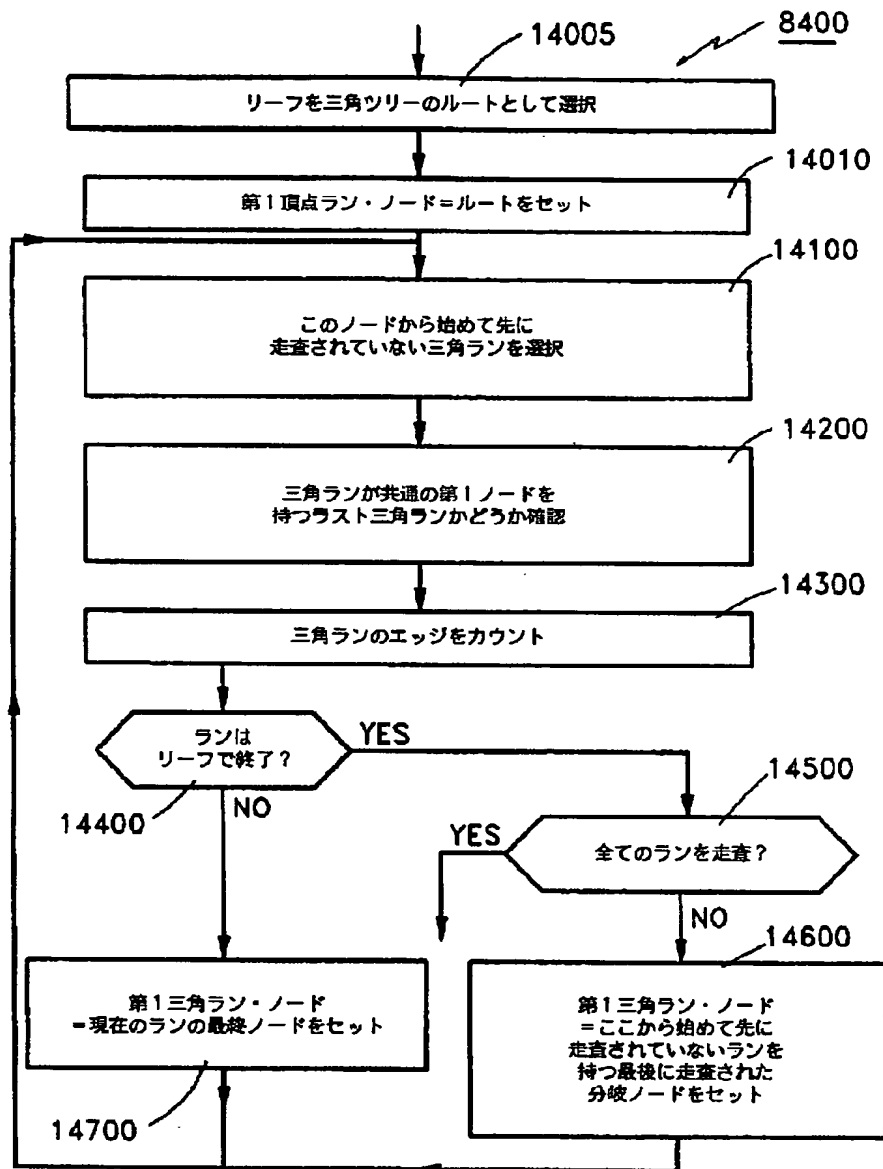 8400
14005
リーフを三角ツリーのルートとして選択
14010
第1頂点ラン・ノード＝ルートをセット
14100
このノードから始めて先に
走査されていない三角ランを選択
14200
三角ランが共通の第1ノードを
持つラスト三角ランかどうか確認
14300
三角ランのエッジをカウント
ランは
リーフで終了？
YES
14400
NO
14500
全てのランを走査？
YES
NO
14600
第1三角ラン・ノード
＝現在のランの最終ノードをセット
14700
第1三角ラン・ノード
＝ここから始めて先に
走査されていないランを
持つ最後に走査された
分岐ノードをセット